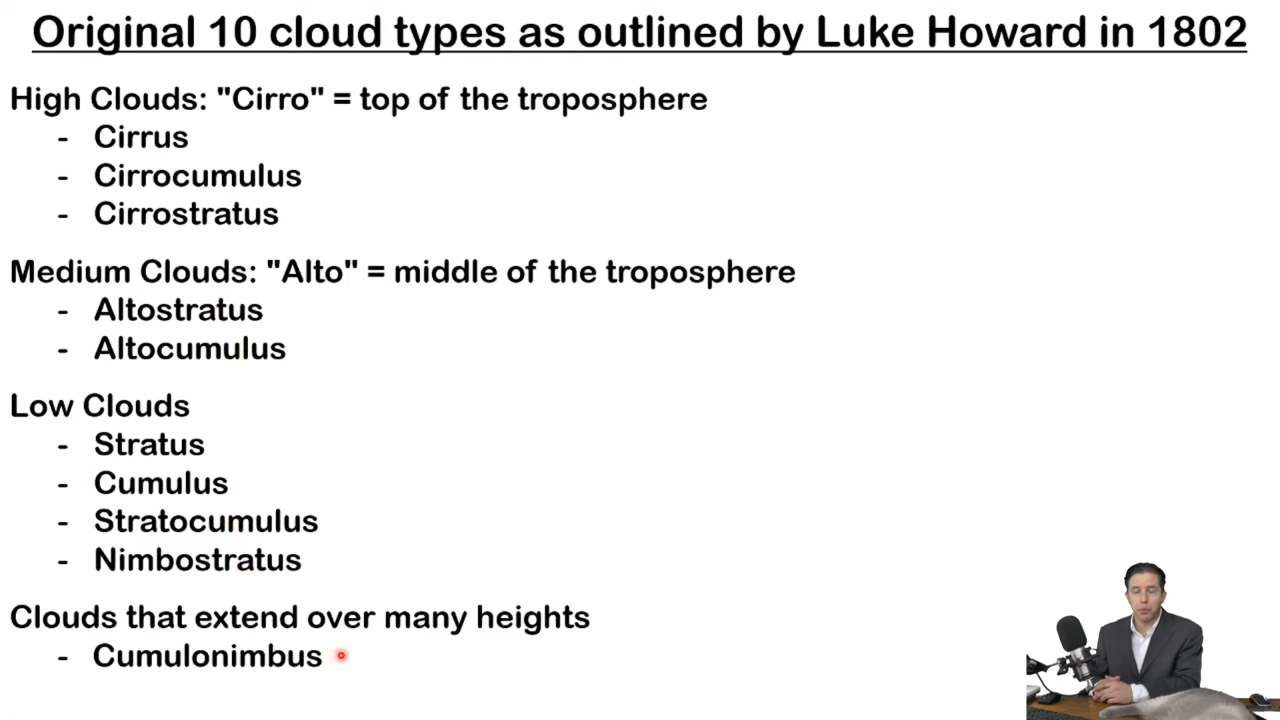 Original 10 cloud types as outlined by Luke Howard in 1802
High Clouds: "Cirro" = top of the troposphere
- Cirrus
- Cirrocumulus
- Cirrostratus
Medium Clouds: "Alto" = middle of the troposphere
- Altostratus
- Altocumulus
Low Clouds
- Stratus
- Cumulus
- Stratocumulus
- Nimbostratus
Clouds that extend over many heights
- Cumulonimbus